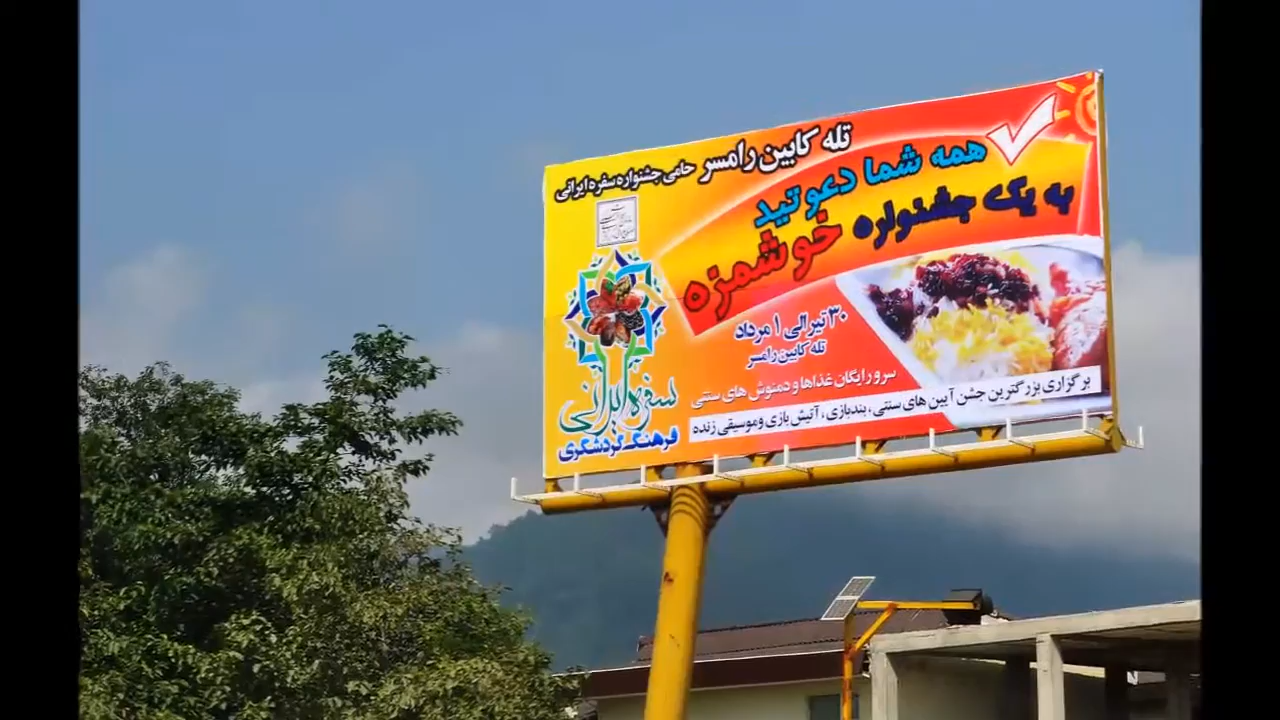 تله کابین رامسر حامی جشنواره سفره ایرانی
همه شما دعوتید
به یک جشنواره خوشمزه
۳۰ تیر الی ۱ مرداد
تله کابین رامسر
سرو رایگان غذاها و دمنوش های سنتی
برگزاری بزرگترین جشن آیین های سنتی، بندبازی، آتیش بازی و موسیقی زنده
سفره ایرانی
فرهنگ گردشگری